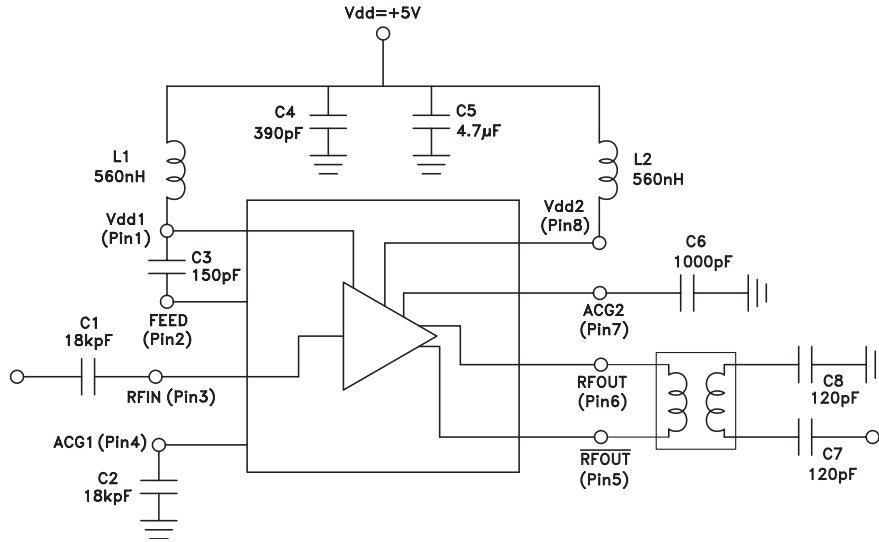 Vdd=+5V
C4
390pF
C5
4.7µF
L1
560nH
L2
560nH
Vdd1
(Pin1)
Vdd2
(Pin8)
C3
150pF
C6
1000pF
FEED
(Pin2)
ACG2
(Pin7)
C1
18kpF
RFIN (Pin3)
RFOUT
(Pin6)
C8
120pF
ACG1 (Pin4)
RFOUT
(Pin5)
C7
120pF
C2
18kpF